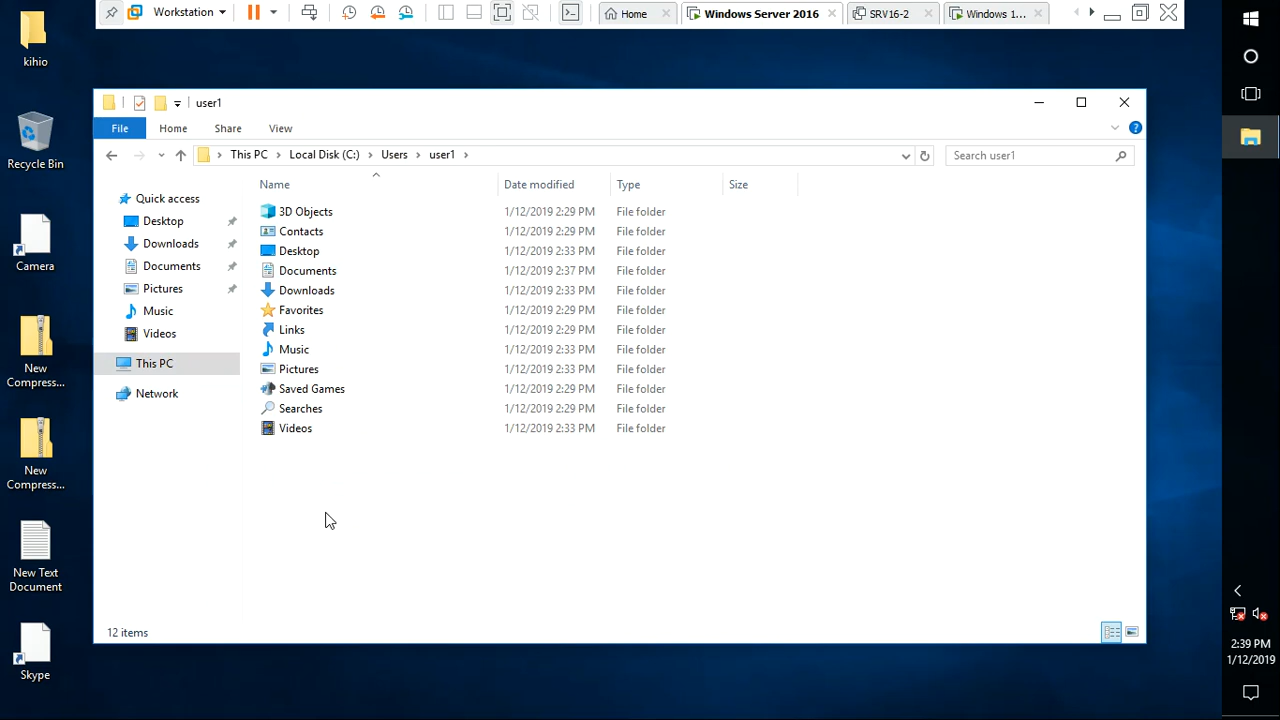 Workstation
Home
Windows Server 2016
SRV16-2
Windows 1...
kihio
Recycle Bin
Camera
New
Compress...
New
Compress...
New Text
Document
Skype
user1
File
Home
Share
View
This PC
Local Disk (C:)
Users
user1
Search user1
Quick access
Desktop
Downloads
Documents
Pictures
Music
Videos
This PC
Network
Name Date modified Type Size
3D Objects 1/12/2019 2:29 PM File folder
Contacts 1/12/2019 2:29 PM File folder
Desktop 1/12/2019 2:33 PM File folder
Documents 1/12/2019 2:37 PM File folder
Downloads 1/12/2019 2:33 PM File folder
Favorites 1/12/2019 2:29 PM File folder
Links 1/12/2019 2:29 PM File folder
Music 1/12/2019 2:33 PM File folder
Pictures 1/12/2019 2:33 PM File folder
Saved Games 1/12/2019 2:29 PM File folder
Searches 1/12/2019 2:29 PM File folder
Videos 1/12/2019 2:33 PM File folder
12 items
2:39 PM
1/12/2019